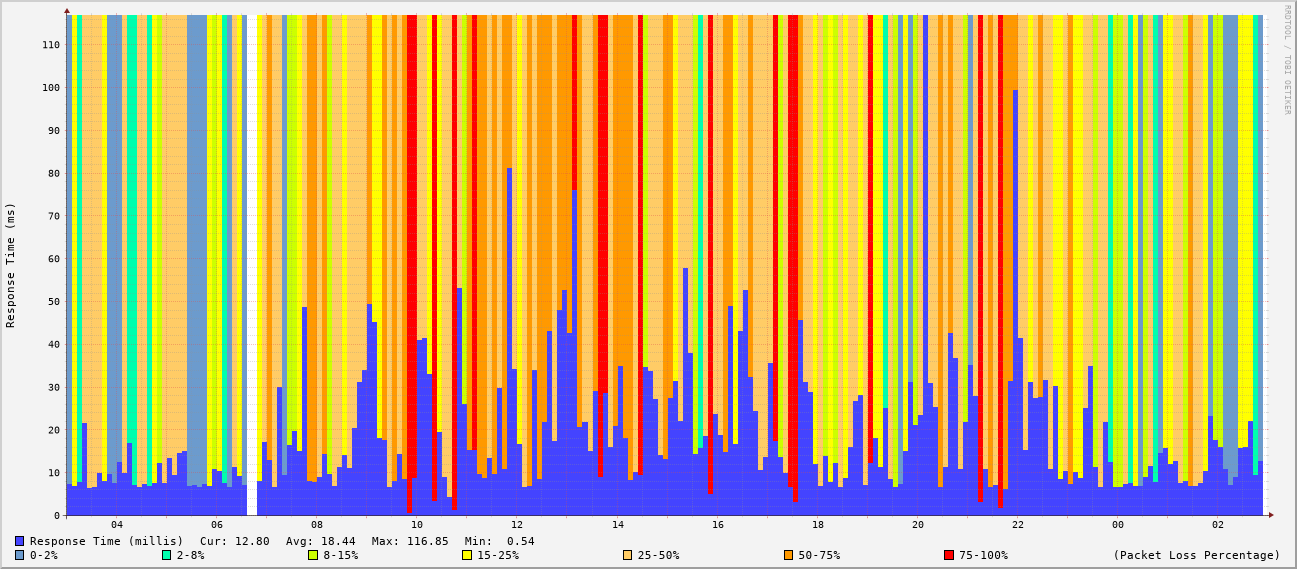 RRDTOOL / TOBI OETIKER
Response Time (ms)
110
100
90
80
70
60
50
40
30
20
10
0
04 06 08 10 12 14 16 18 20 22 00 02
Response Time (millis) Cur: 12.80 Avg: 18.44 Max: 116.85 Min: 0.54
0-2% 2-8% 8-15% 15-25% 25-50% 50-75% 75-100% (Packet Loss Percentage)